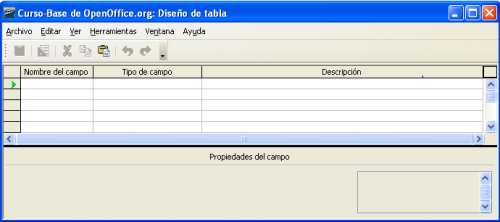 Curso-Base de OpenOffice.org: Diseño de tabla
Archivo Editar Ver Herramientas Ventana Ayuda
Nombre del campo Tipo de campo Descripción
Propiedades del campo